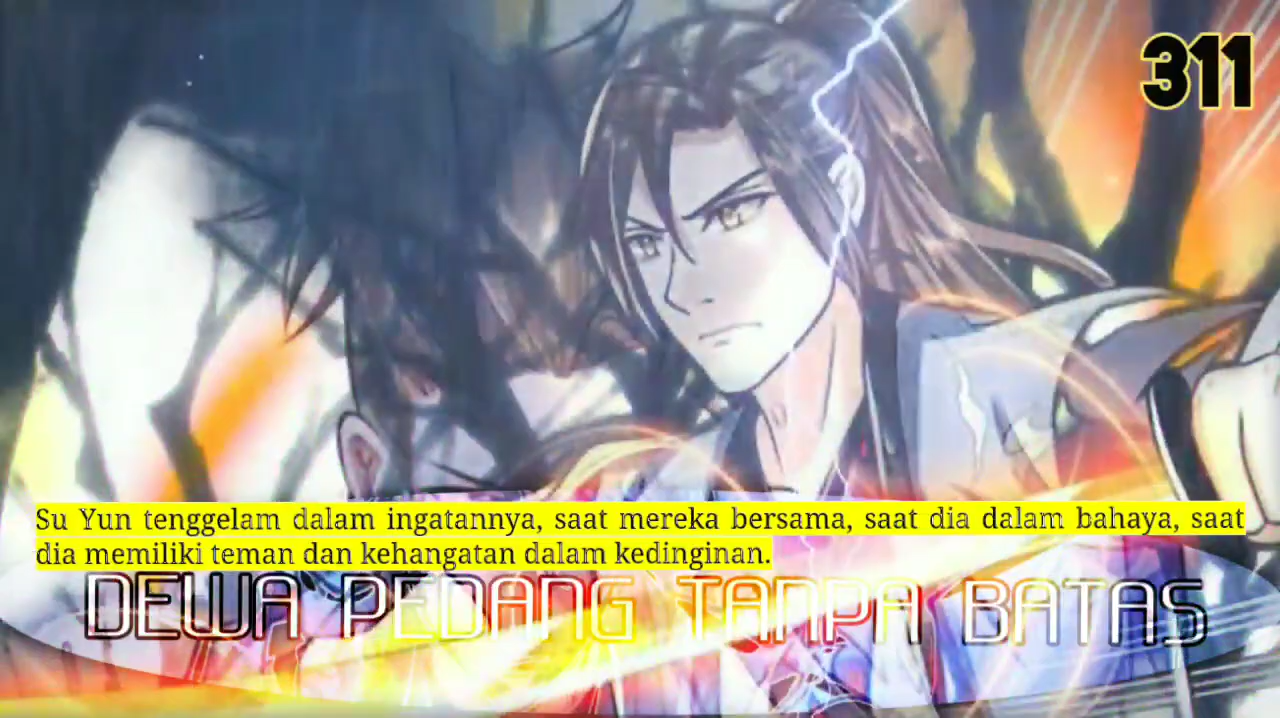 311
Su Yun tenggelam dalam ingatannya, saat mereka bersama, saat dia dalam bahaya, saat
dia memiliki teman dan kehangatan dalam kedinginan.
DEWA PEDANG TANPA BATAS